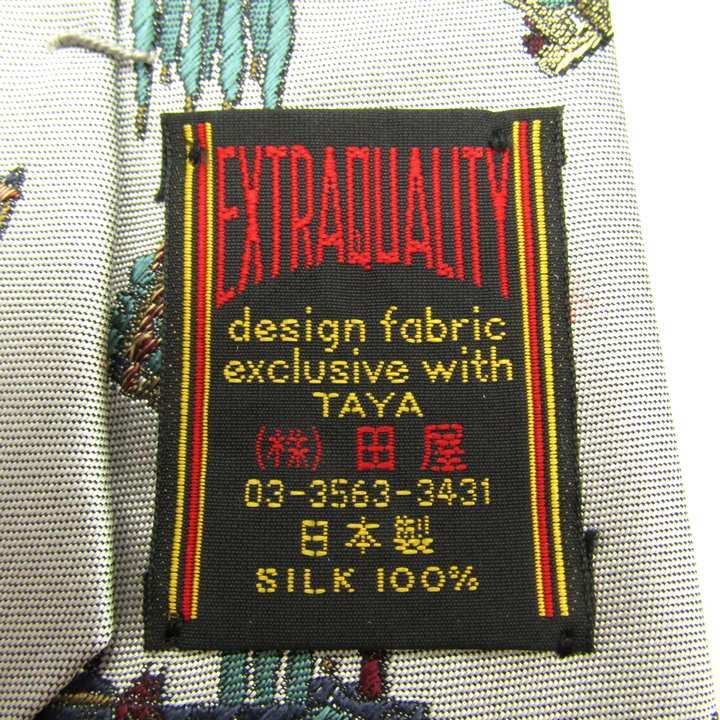 EXTRAQUALITY
design fabric
exclusive with
TAYA
(株) 田屋
03-3563-3431
日本製
SILK 100%